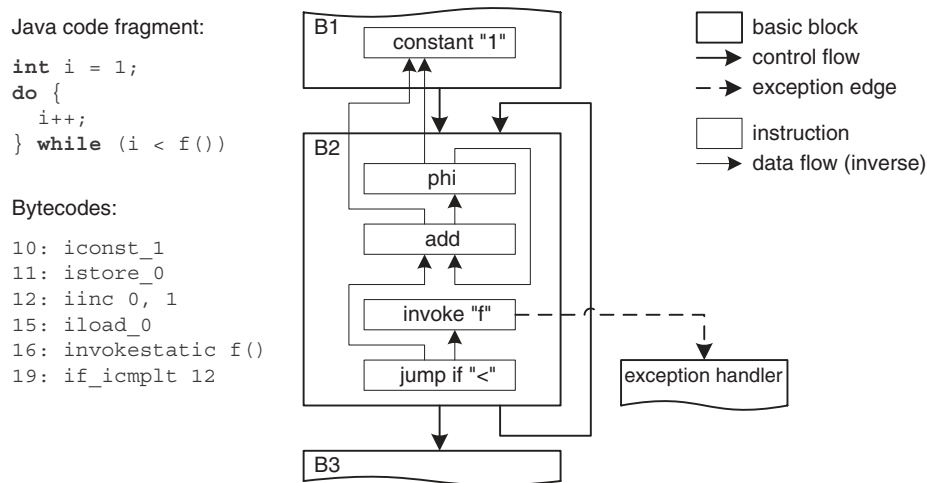 Java code fragment:
int i = 1;
do {
i++;
} while (i < f())
Bytecodes:
10: iconst_1
11: istore_0
12: iinc 0, 1
15: iload_0
16: invokestatic f()
19: if_icmplt 12
B1
constant "1"
B2
phi
add
invoke "f"
jump if "<"
B3
exception handler
basic block
control flow
exception edge
instruction
data flow (inverse)